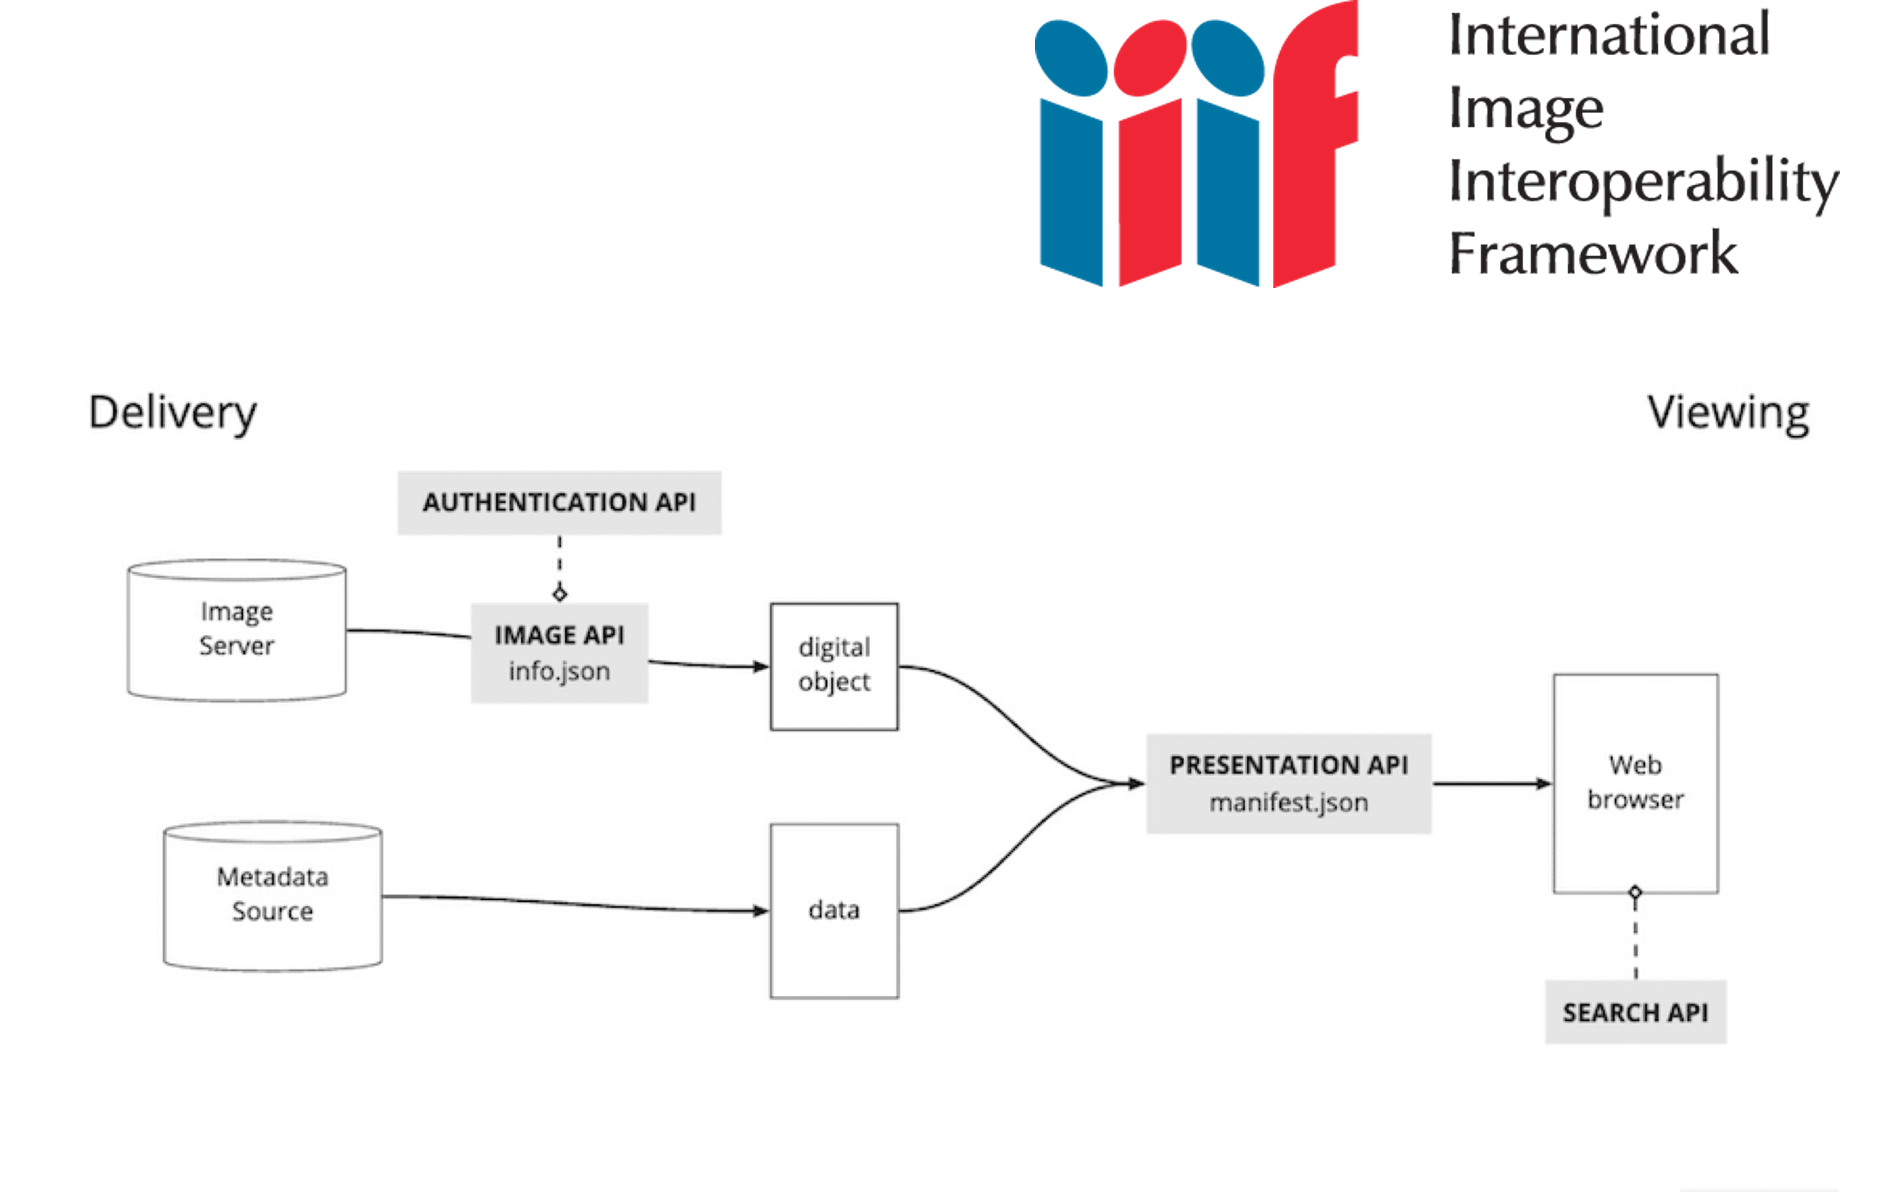 iiif
International
Image
Interoperability
Framework
Delivery
Viewing
AUTHENTICATION API
Image
Server
IMAGE API
info.json
digital
object
PRESENTATION API
manifest.json
Web
browser
Metadata
Source
data
SEARCH API